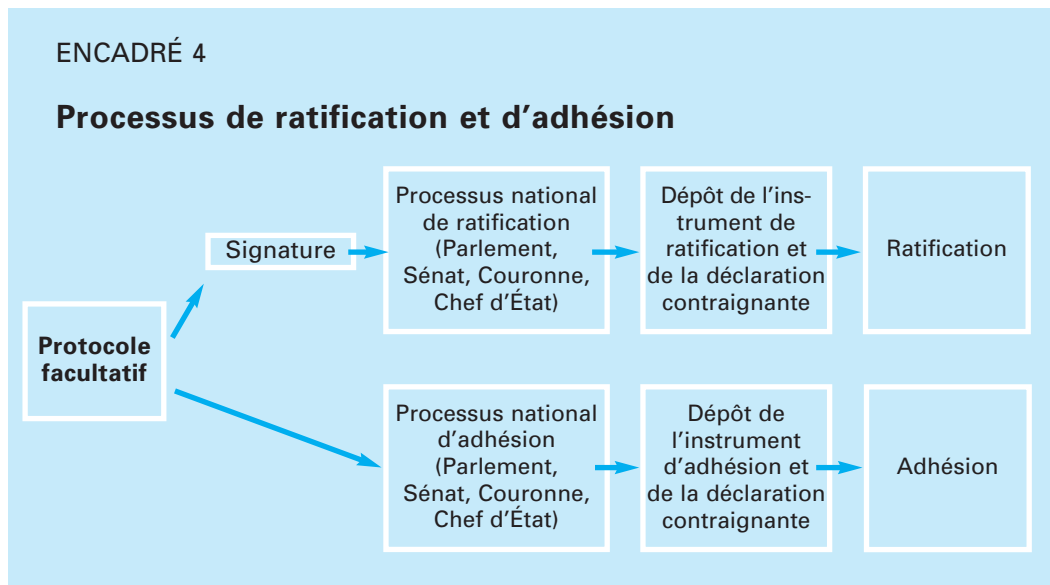 ENCADRÉ 4
Processus de ratification et d’adhésion
Protocole
facultatif
Signature
Processus national
de ratification
(Parlement,
Sénat, Couronne,
Chef d’État)
Dépôt de l’ins-
trument de
ratification et
de la déclaration
contraignante
Ratification
Processus national
d’adhésion
(Parlement,
Sénat, Couronne,
Chef d’État)
Dépôt de
l’instrument
d’adhésion et
de la déclaration
contraignante
Adhésion